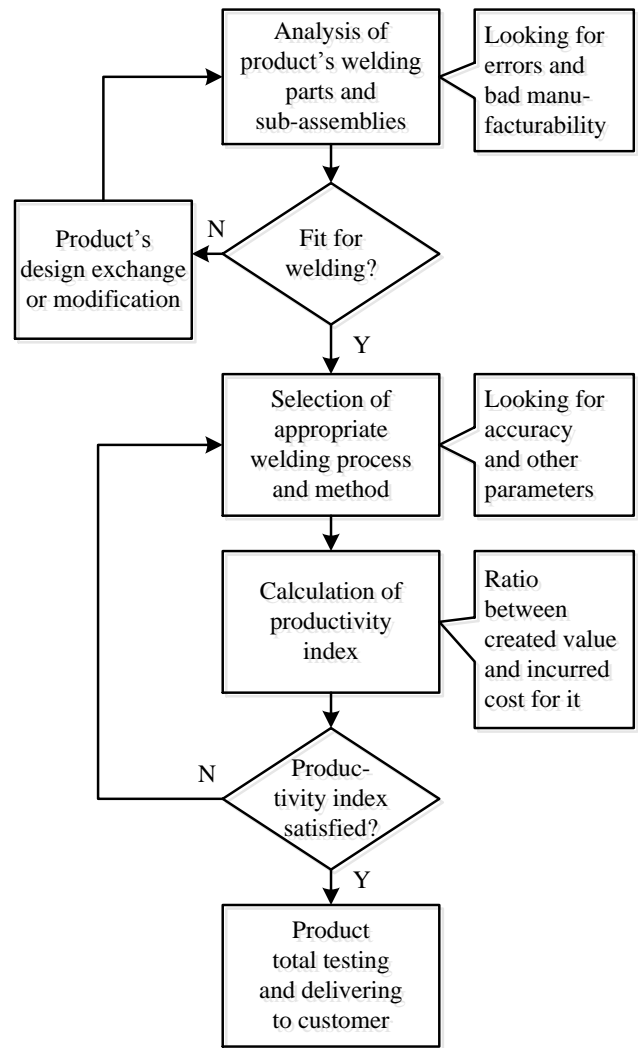 Analysis of
product's welding
parts and
sub-assemblies
Looking for
errors and
bad manu-
facturability
N
Product's
design exchange
or modification
Fit for
welding?
Y
Selection of
appropriate
welding process
and method
Looking for
accuracy
and other
parameters
Calculation of
productivity
index
Ratio
between
created value
and incurred
cost for it
N
Produc-
tivity index
satisfied?
Y
Product
total testing
and delivering
to customer